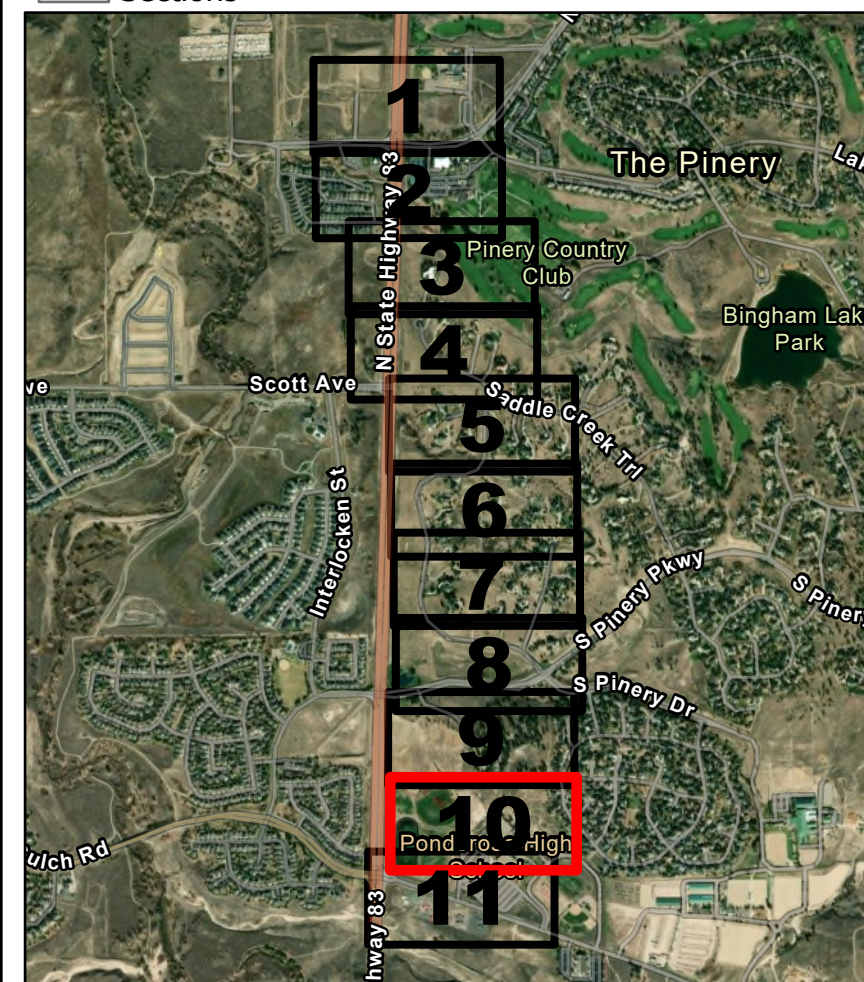 Sections
1
2
N State Highway 83
The Pinery
3
Pinery Country
Club
Bingham Lak
Park
4
Scott Ave
ve
Saddle Creek Trl
5
6
Interlocken St
7
S Pinery Pkwy
S Piner
8
S Pinery Dr
9
10
Ponderosa High
School
ulch Rd
11
hway 83